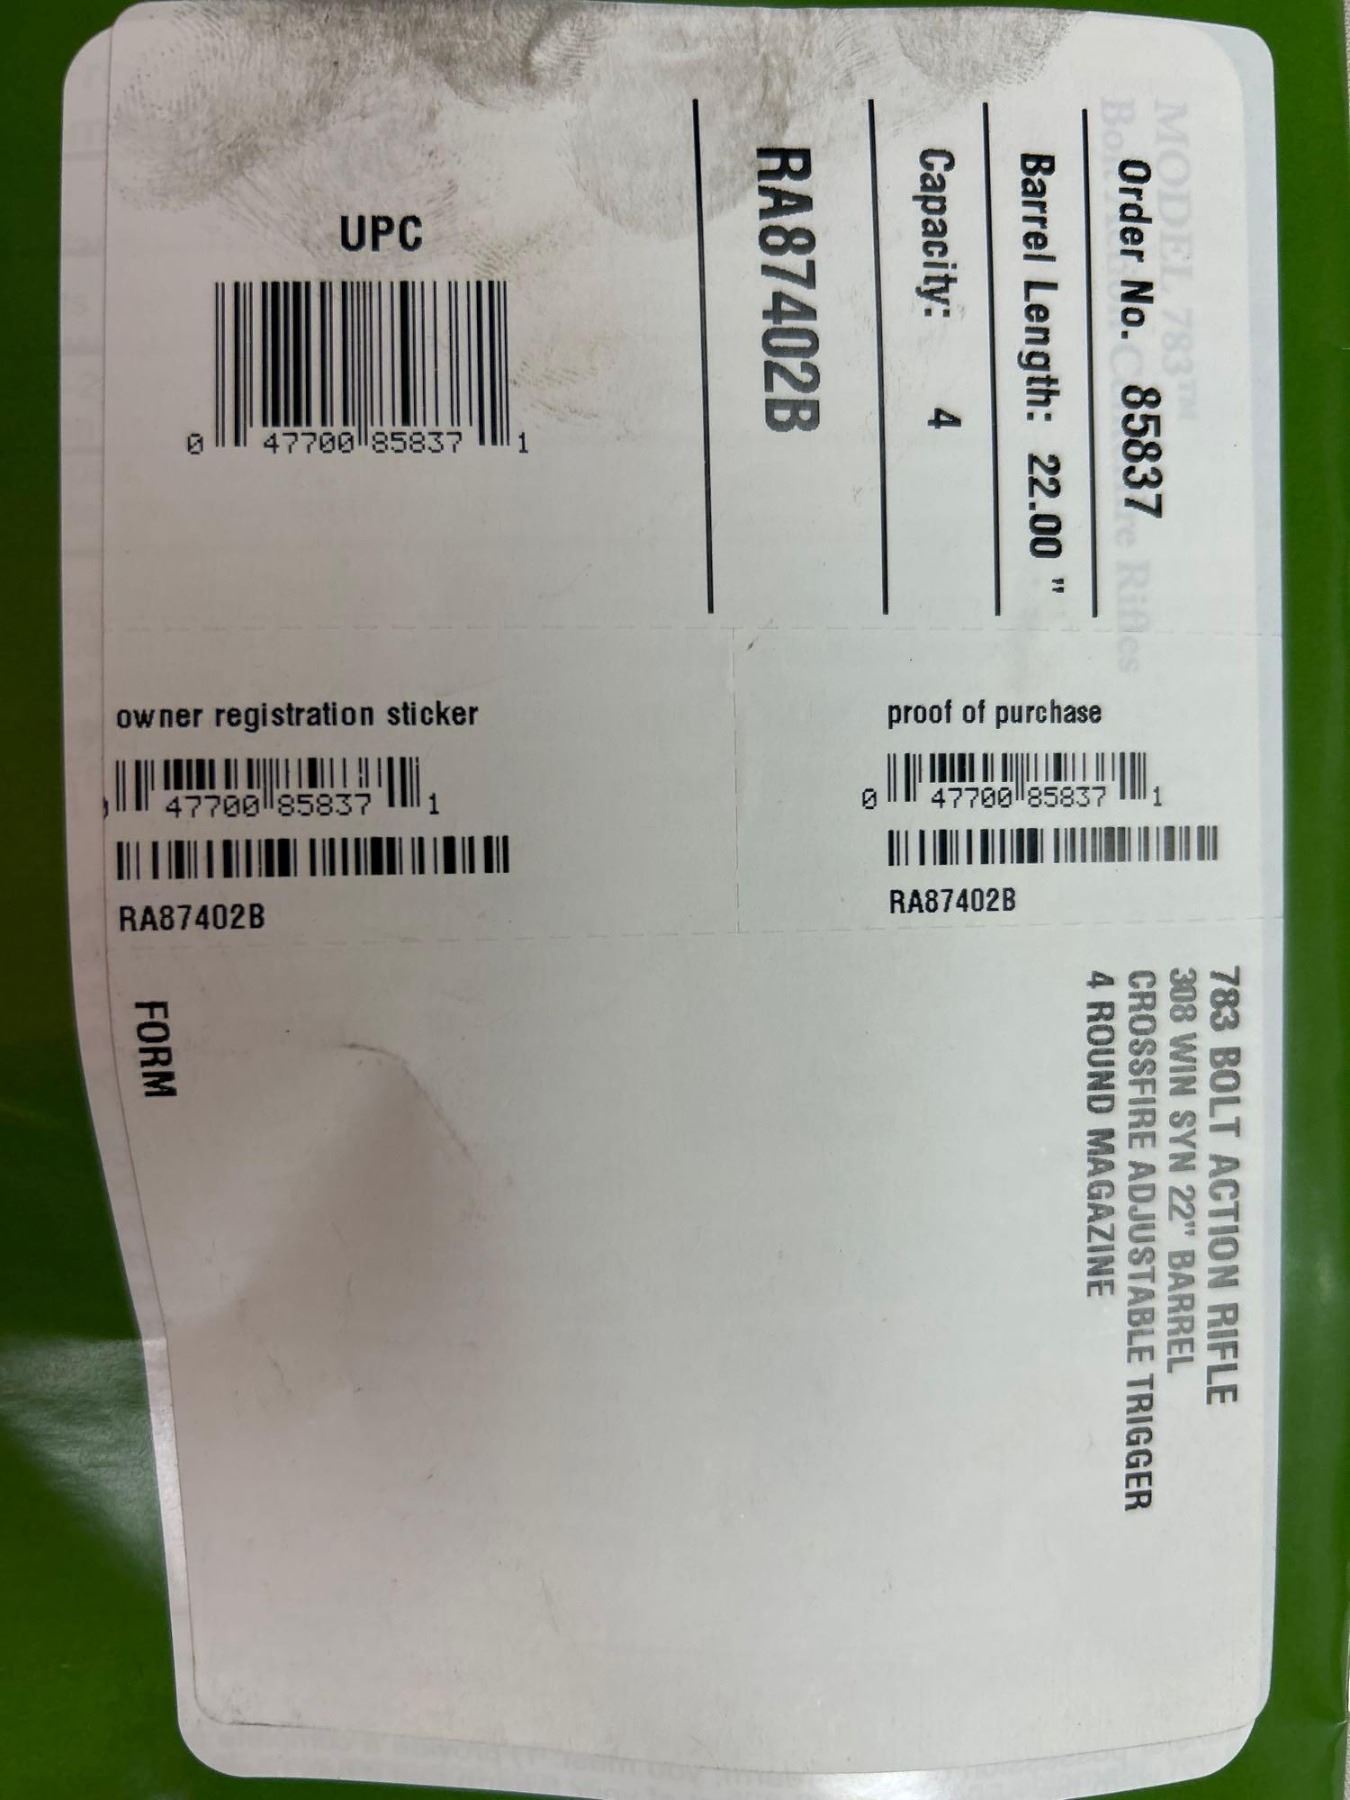 MODEL 783™
Order No. 85837
Barrel Length: 22.00 "
Capacity: 4
RA87402B
UPC
0 47700 85837 1
owner registration sticker
47700 85837 1
RA87402B
proof of purchase
0 47700 85837 1
RA87402B
783 BOLT ACTION RIFLE
308 WIN SYN 22" BARREL
CROSSFIRE ADJUSTABLE TRIGGER
4 ROUND MAGAZINE
FORM